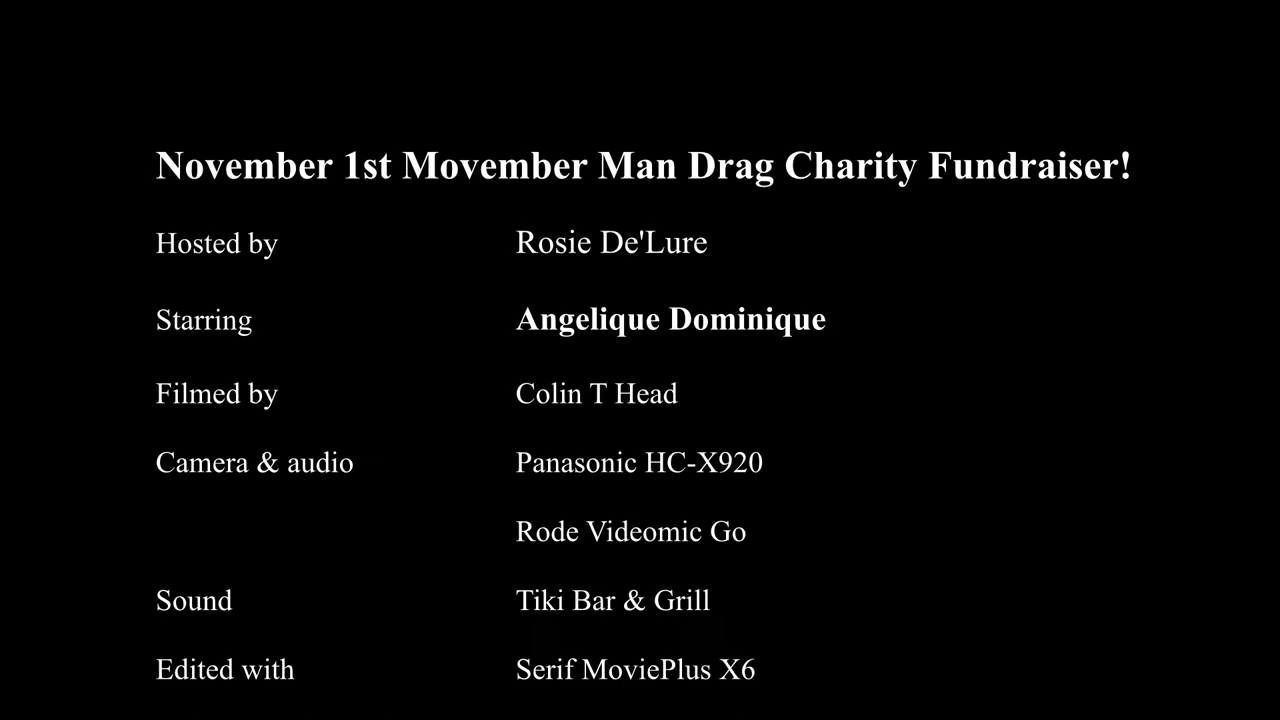 November 1st Movember Man Drag Charity Fundraiser!
Hosted by Rosie De'Lure
Starring Angelique Dominique
Filmed by Colin T Head
Camera & audio Panasonic HC-X920
Rode Videomic Go
Sound Tiki Bar & Grill
Edited with Serif MoviePlus X6